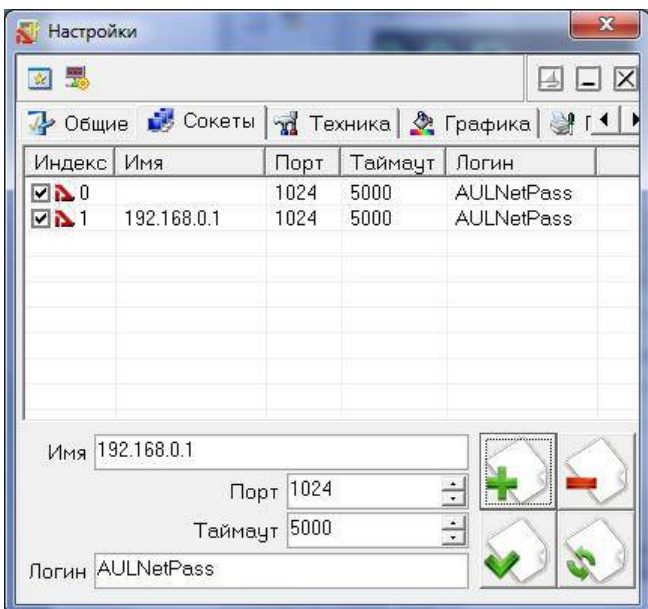 Настройки
Общие Сокеты Техника Графика
Индекс Имя Порт Таймаут Логин
0 1024 5000 AULNetPass
1 192.168.0.1 1024 5000 AULNetPass
Имя 192.168.0.1
Порт 1024
Таймаут 5000
Логин AULNetPass